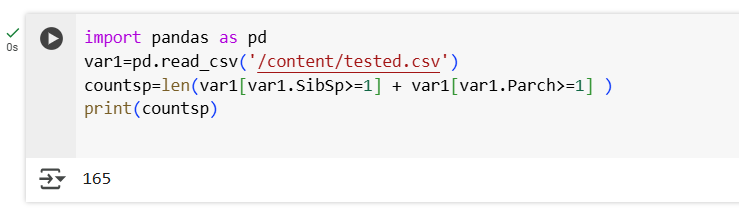 import pandas as pd
0s
var1=pd.read_csv('/content/tested.csv')
countsp=len(var1[var1.SibSp>=1] + var1[var1.Parch>=1] )
print(countsp)
165